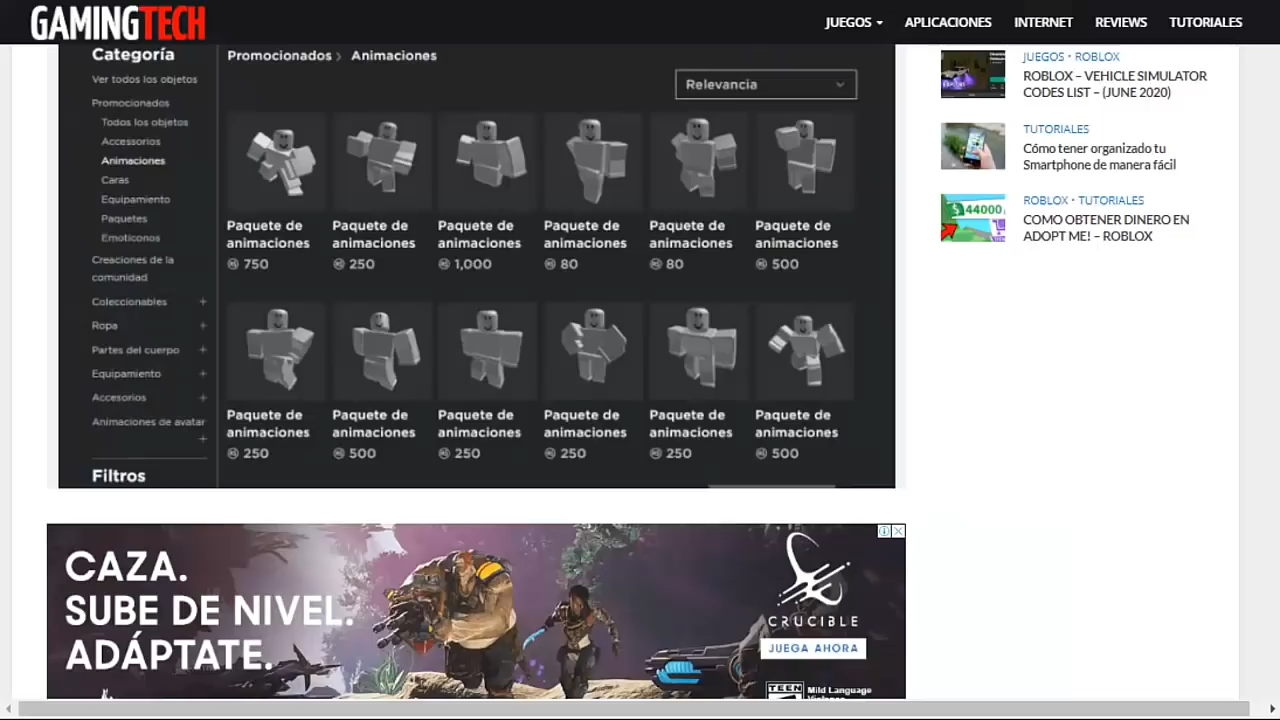 GAMINGTECH
JUEGOS
APLICACIONES
INTERNET
REVIEWS
TUTORIALES
Categoría
Ver todos los objetos
Promocionados
Todos los objetos
Accessorios
Animaciones
Caras
Equipamiento
Paquetes
Emoticonos
Creaciones de la
comunidad
Coleccionables +
Ropa +
Partes del cuerpo +
Equipamiento +
Accesorios +
Animaciones de avatar
+
Filtros
Promocionados › Animaciones
Relevancia
Paquete de
animaciones
750
Paquete de
animaciones
250
Paquete de
animaciones
1,000
Paquete de
animaciones
80
Paquete de
animaciones
80
Paquete de
animaciones
500
Paquete de
animaciones
250
Paquete de
animaciones
500
Paquete de
animaciones
250
Paquete de
animaciones
250
Paquete de
animaciones
250
Paquete de
animaciones
500
JUEGOS • ROBLOX
ROBLOX – VEHICLE SIMULATOR
CODES LIST – (JUNE 2020)
TUTORIALES
Cómo tener organizado tu
Smartphone de manera fácil
$44000
ROBLOX • TUTORIALES
COMO OBTENER DINERO EN
ADOPT ME! – ROBLOX
CAZA.
SUBE DE NIVEL.
ADÁPTATE.
CRUCIBLE
JUEGA AHORA
TEEN
Mild Language